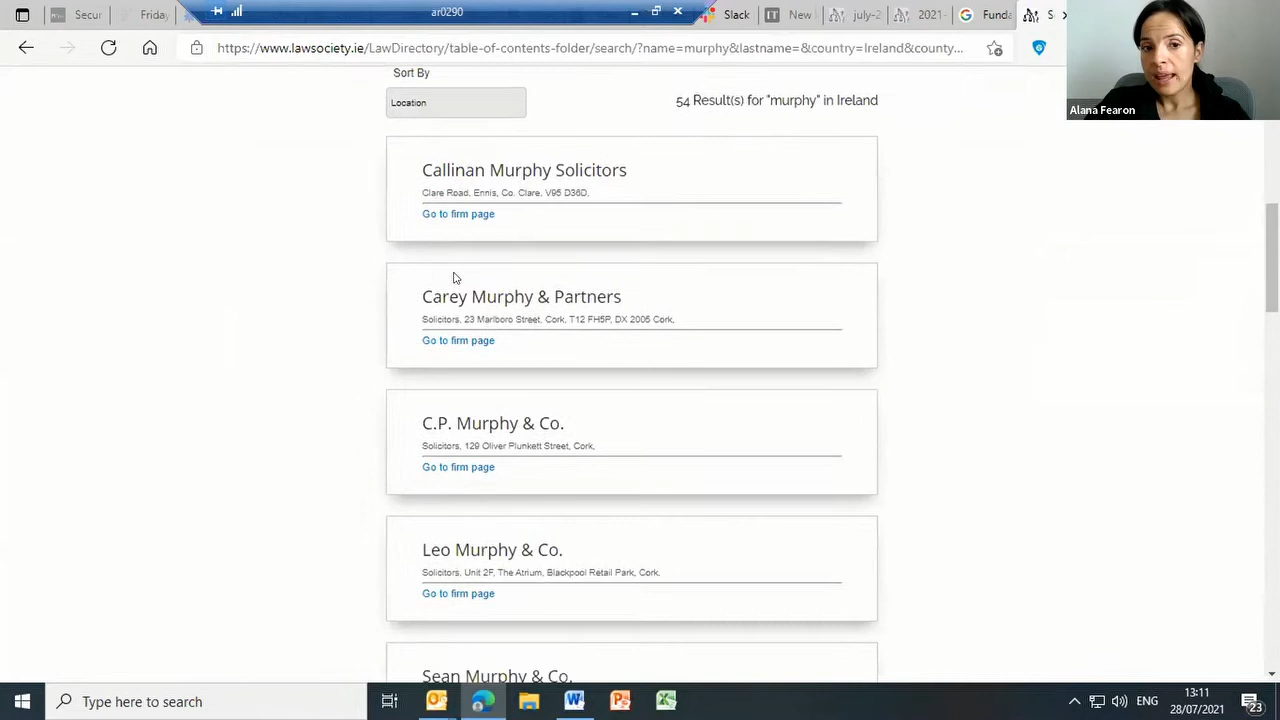 Secu
Friday
ar0290
Slack
New
july-2
2021-
Funda
S
https://www.lawsociety.ie/LawDirectory/table-of-contents-folder/search/?name=murphy&lastname=&country=Ireland&county...
Alana Fearon
Sort By
Location
54 Result(s) for "murphy" in Ireland
Callinan Murphy Solicitors
Clare Road, Ennis, Co. Clare, V95 D36D,
Go to firm page
Carey Murphy & Partners
Solicitors, 23 Marlboro Street, Cork, T12 FH5P, DX 2005 Cork,
Go to firm page
C.P. Murphy & Co.
Solicitors, 129 Oliver Plunkett Street, Cork,
Go to firm page
Leo Murphy & Co.
Solicitors, Unit 2F, The Atrium, Blackpool Retail Park, Cork,
Go to firm page
Sean Murphy & Co.
Type here to search
ENG
13:11
28/07/2021
23